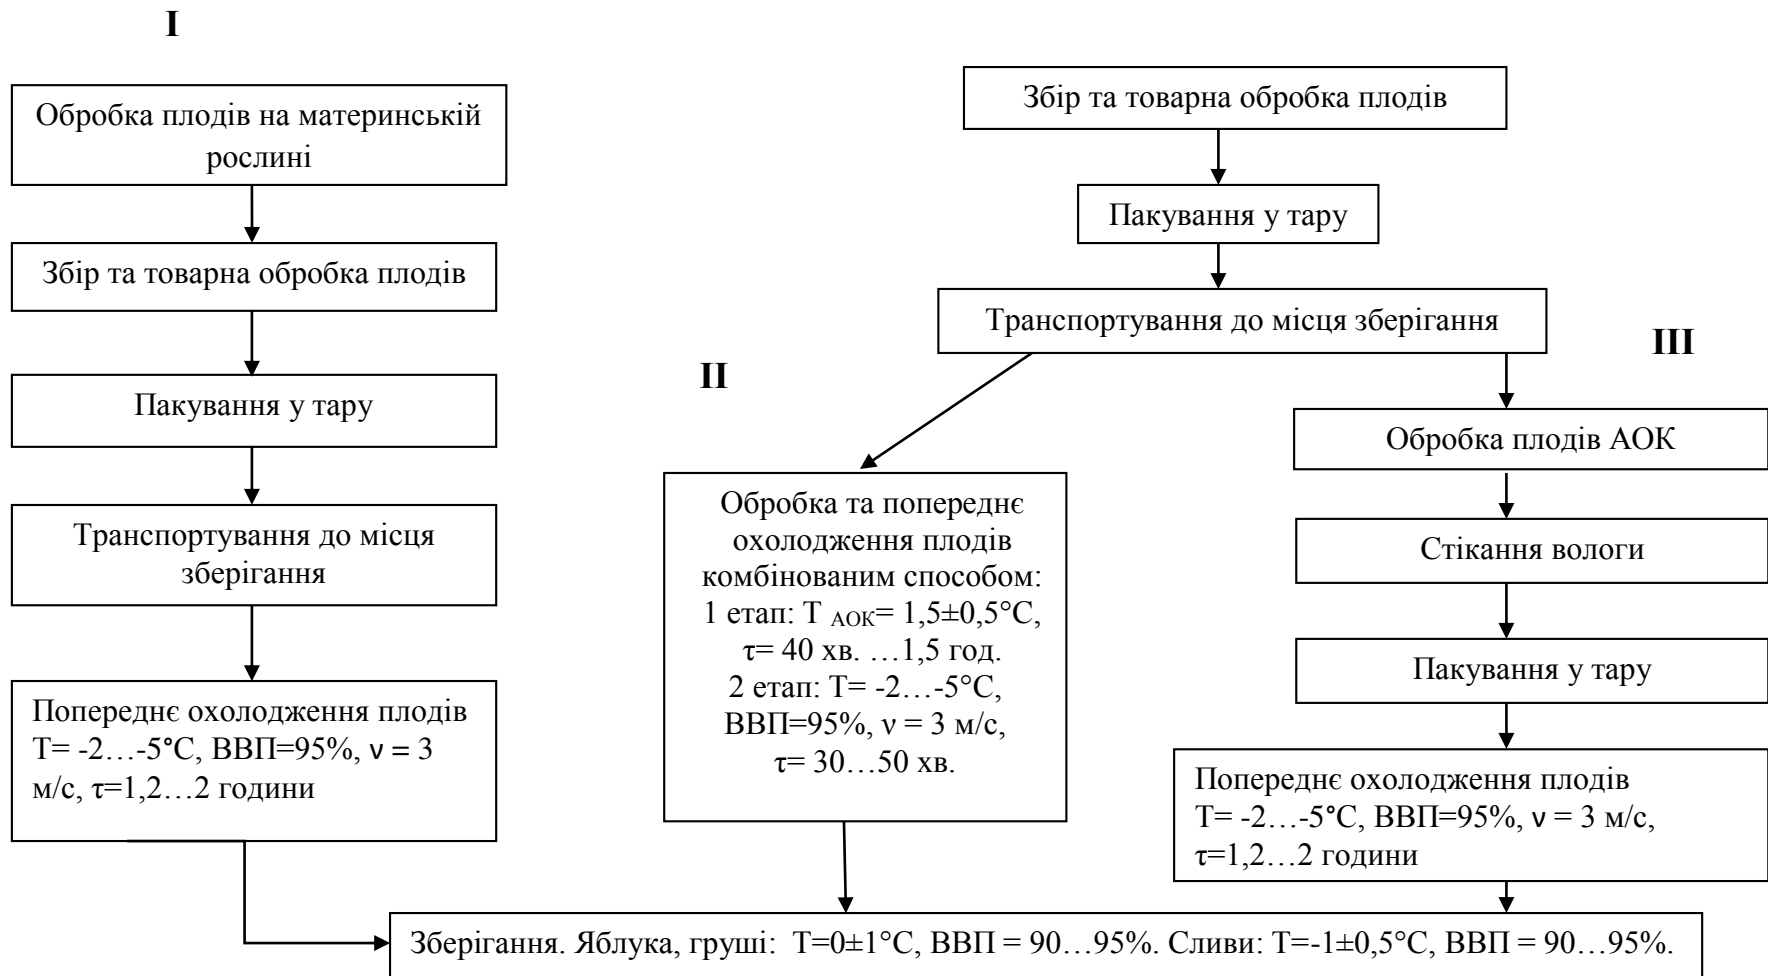 I
Обробка плодів на материнській
рослині
Збір та товарна обробка плодів
Пакування у тару
Транспортування до місця
зберігання
Попереднє охолодження плодів
Т= -2…-5°С, ВВП=95%, ν = 3
м/с, τ=1,2…2 години
Збір та товарна обробка плодів
Пакування у тару
Транспортування до місця зберігання
II
Обробка та попереднє
охолодження плодів
комбінованим способом:
1 етап: Т АОК= 1,5±0,5°С,
τ= 40 хв. …1,5 год.
2 етап: Т= -2…-5°С,
ВВП=95%, ν = 3 м/с,
τ= 30…50 хв.
III
Обробка плодів АОК
Стікання вологи
Пакування у тару
Попереднє охолодження плодів
Т= -2…-5°С, ВВП=95%, ν = 3 м/с,
τ=1,2…2 години
Зберігання. Яблука, груші: Т=0±1°С, ВВП = 90…95%. Сливи: Т=-1±0,5°С, ВВП = 90…95%.